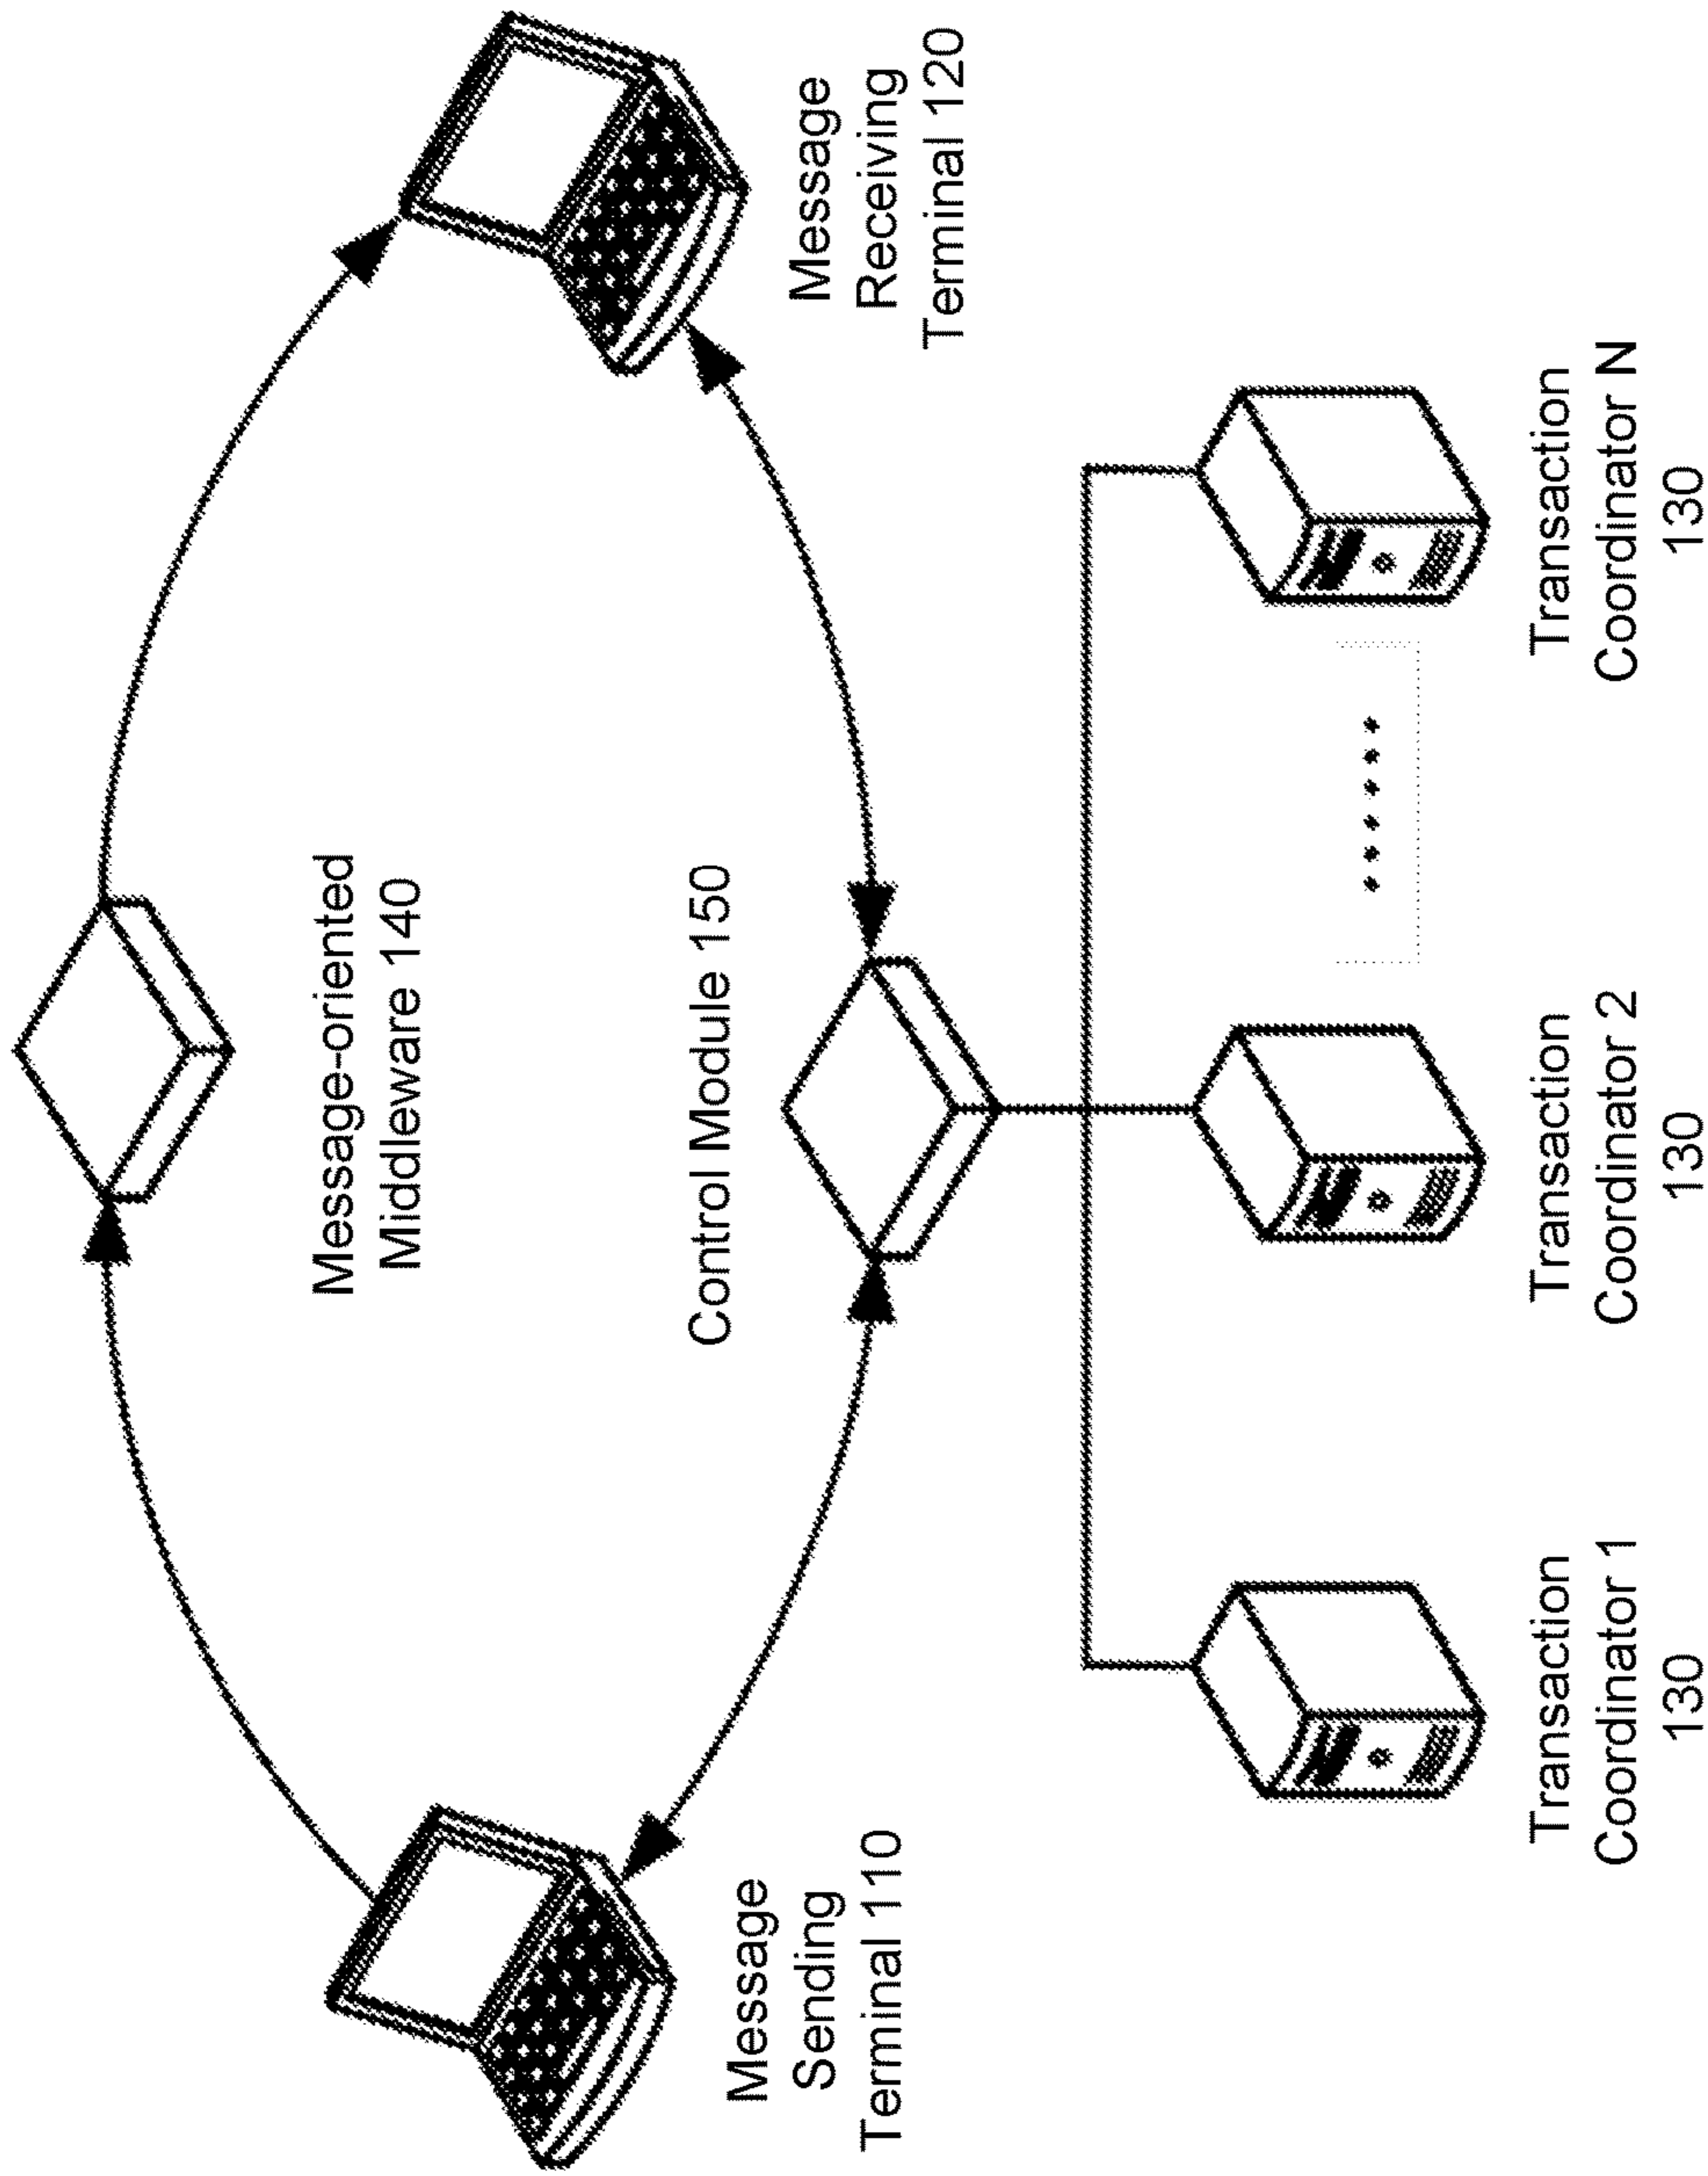 Message-oriented
Middleware 140
Message
Sending
Terminal 110
Control Module 150
Message
Receiving
Terminal 120
Transaction
Coordinator 1
130
Transaction
Coordinator 2
130
Transaction
Coordinator N
130